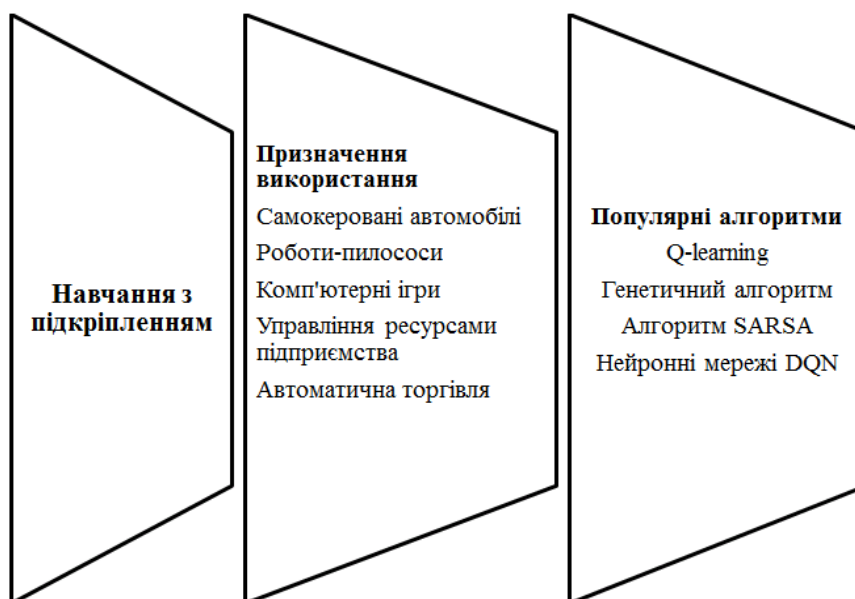 Навчання з
підкріпленням
Призначення
використання
Самокеровані автомобілі
Роботи-пилососи
Комп'ютерні ігри
Управління ресурсами
підприємства
Автоматична торгівля
Популярні алгоритми
Q-learning
Генетичний алгоритм
Алгоритм SARSA
Нейронні мережі DQN